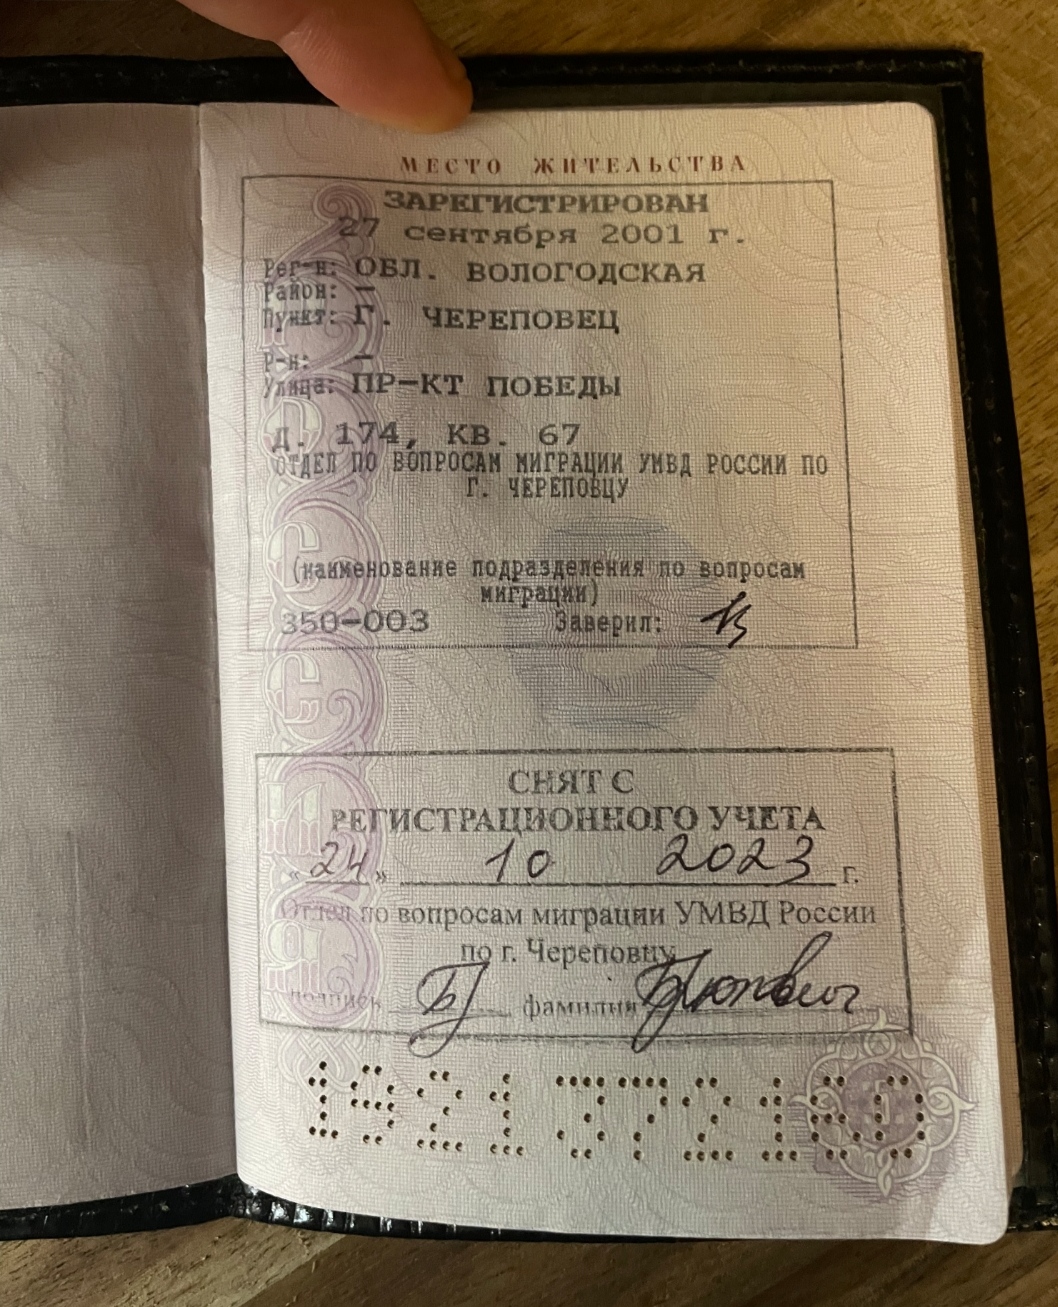 МЕСТО ЖИТЕЛЬСТВА
ЗАРЕГИСТРИРОВАН
27 сентября 2001 г.
Рег-н: ОБЛ. ВОЛОГОДСКАЯ
Район: —
Пункт: Г. ЧЕРЕПОВЕЦ
Р-н: —
Улица: ПР-КТ ПОБЕДЫ
Д. 174, КВ. 67
ОТДЕЛ ПО ВОПРОСАМ МИГРАЦИИ УМВД РОССИИ ПО
Г. ЧЕРЕПОВЦУ
(наименование подразделения по вопросам
миграции)
350-003 Заверил:
СНЯТ С
РЕГИСТРАЦИОННОГО УЧЕТА
«24» 10 2023 г.
Отдел по вопросам миграции УМВД России
по г. Череповцу
подпись фамилия